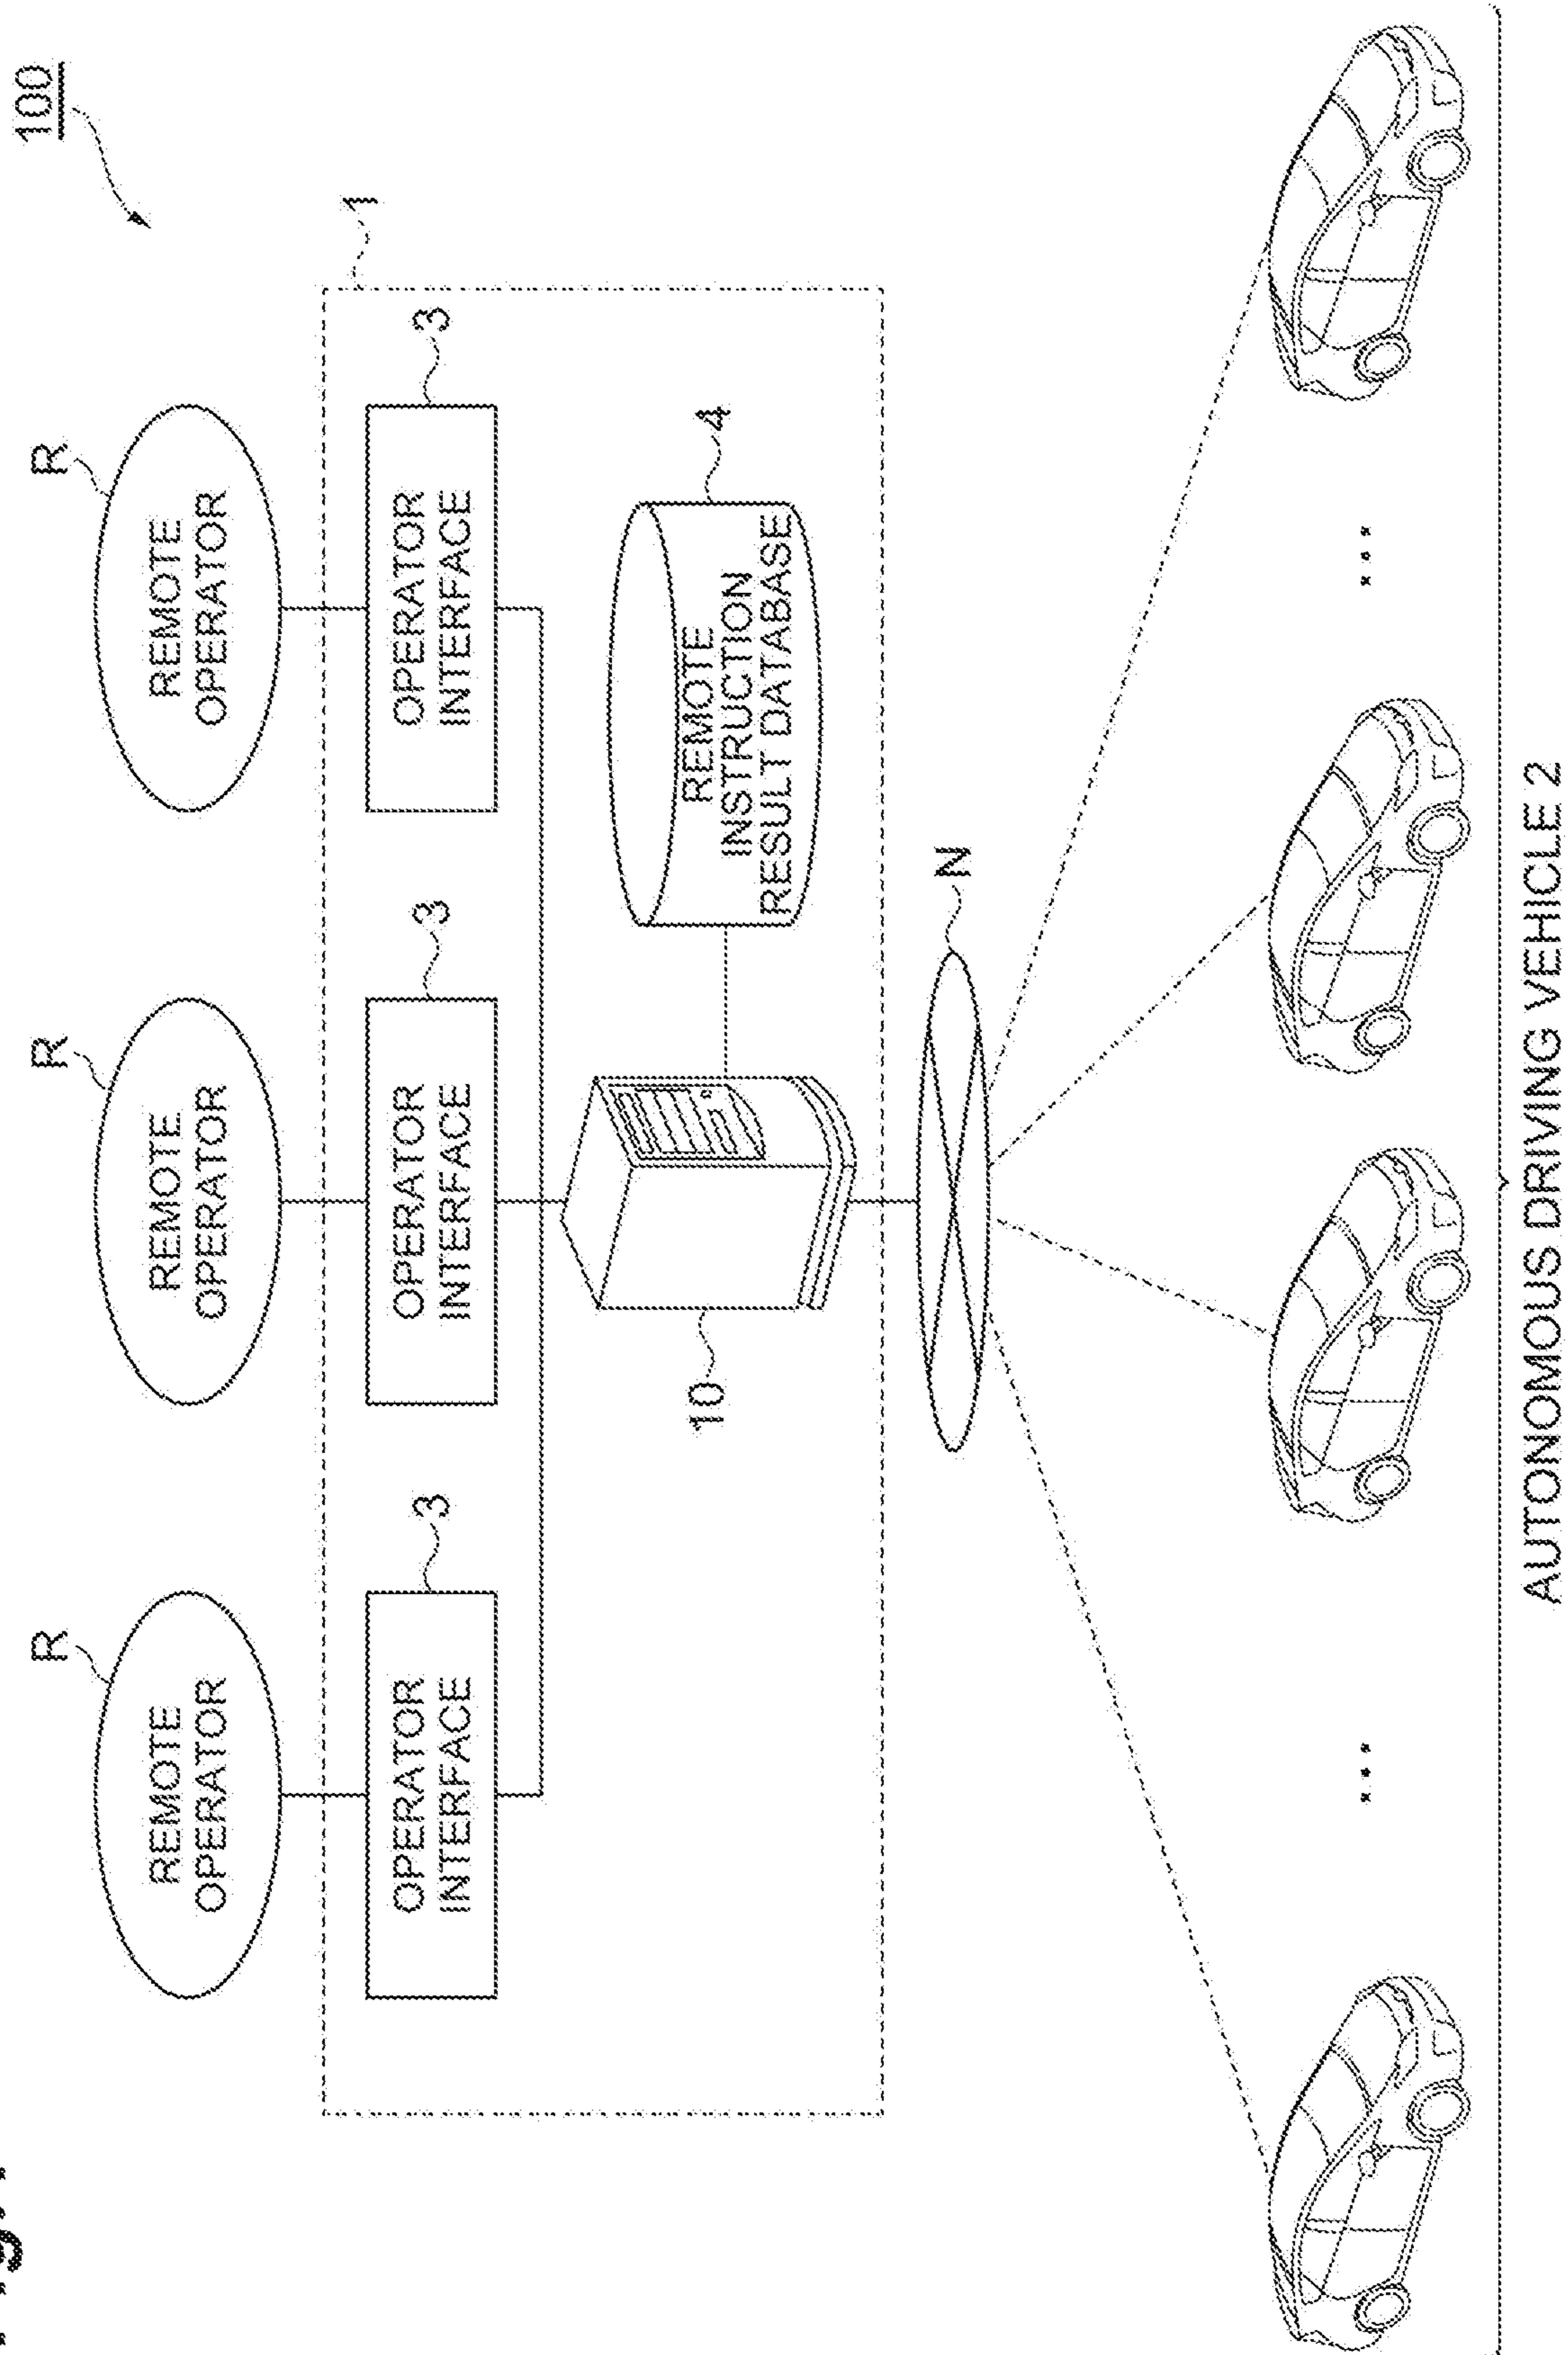 100
R
R
R
REMOTE
OPERATOR
REMOTE
OPERATOR
REMOTE
OPERATOR
1
3
3
3
OPERATOR
INTERFACE
OPERATOR
INTERFACE
OPERATOR
INTERFACE
10
4
REMOTE
INSTRUCTION
RESULT DATABASE
N
AUTONOMOUS DRIVING VEHICLE 2